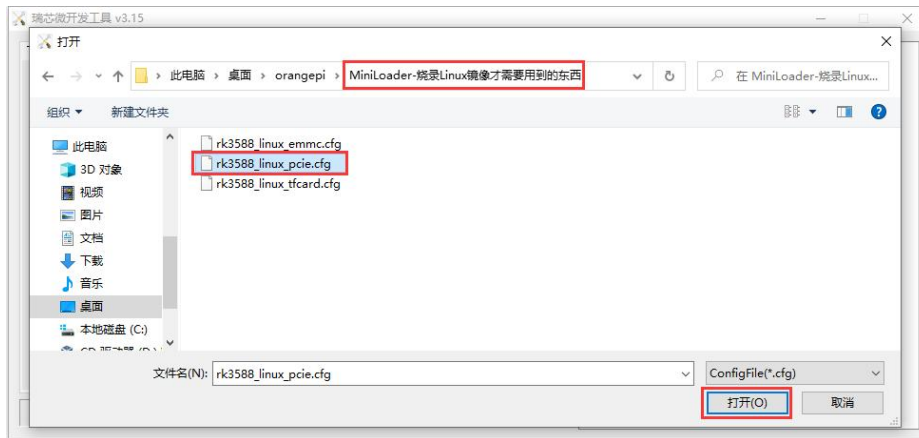 瑞芯微开发工具 v3.15
打开
此电脑 › 桌面 › orangepi › MiniLoader-烧录Linux镜像才需要用到的东西
在 MiniLoader-烧录Linux...
组织 新建文件夹
此电脑
3D 对象
视频
图片
文档
下载
音乐
桌面
本地磁盘 (C:)
rk3588_linux_emmc.cfg
rk3588_linux_pcie.cfg
rk3588_linux_tfcard.cfg
文件名(N): rk3588_linux_pcie.cfg
ConfigFile(*.cfg)
打开(O) 取消